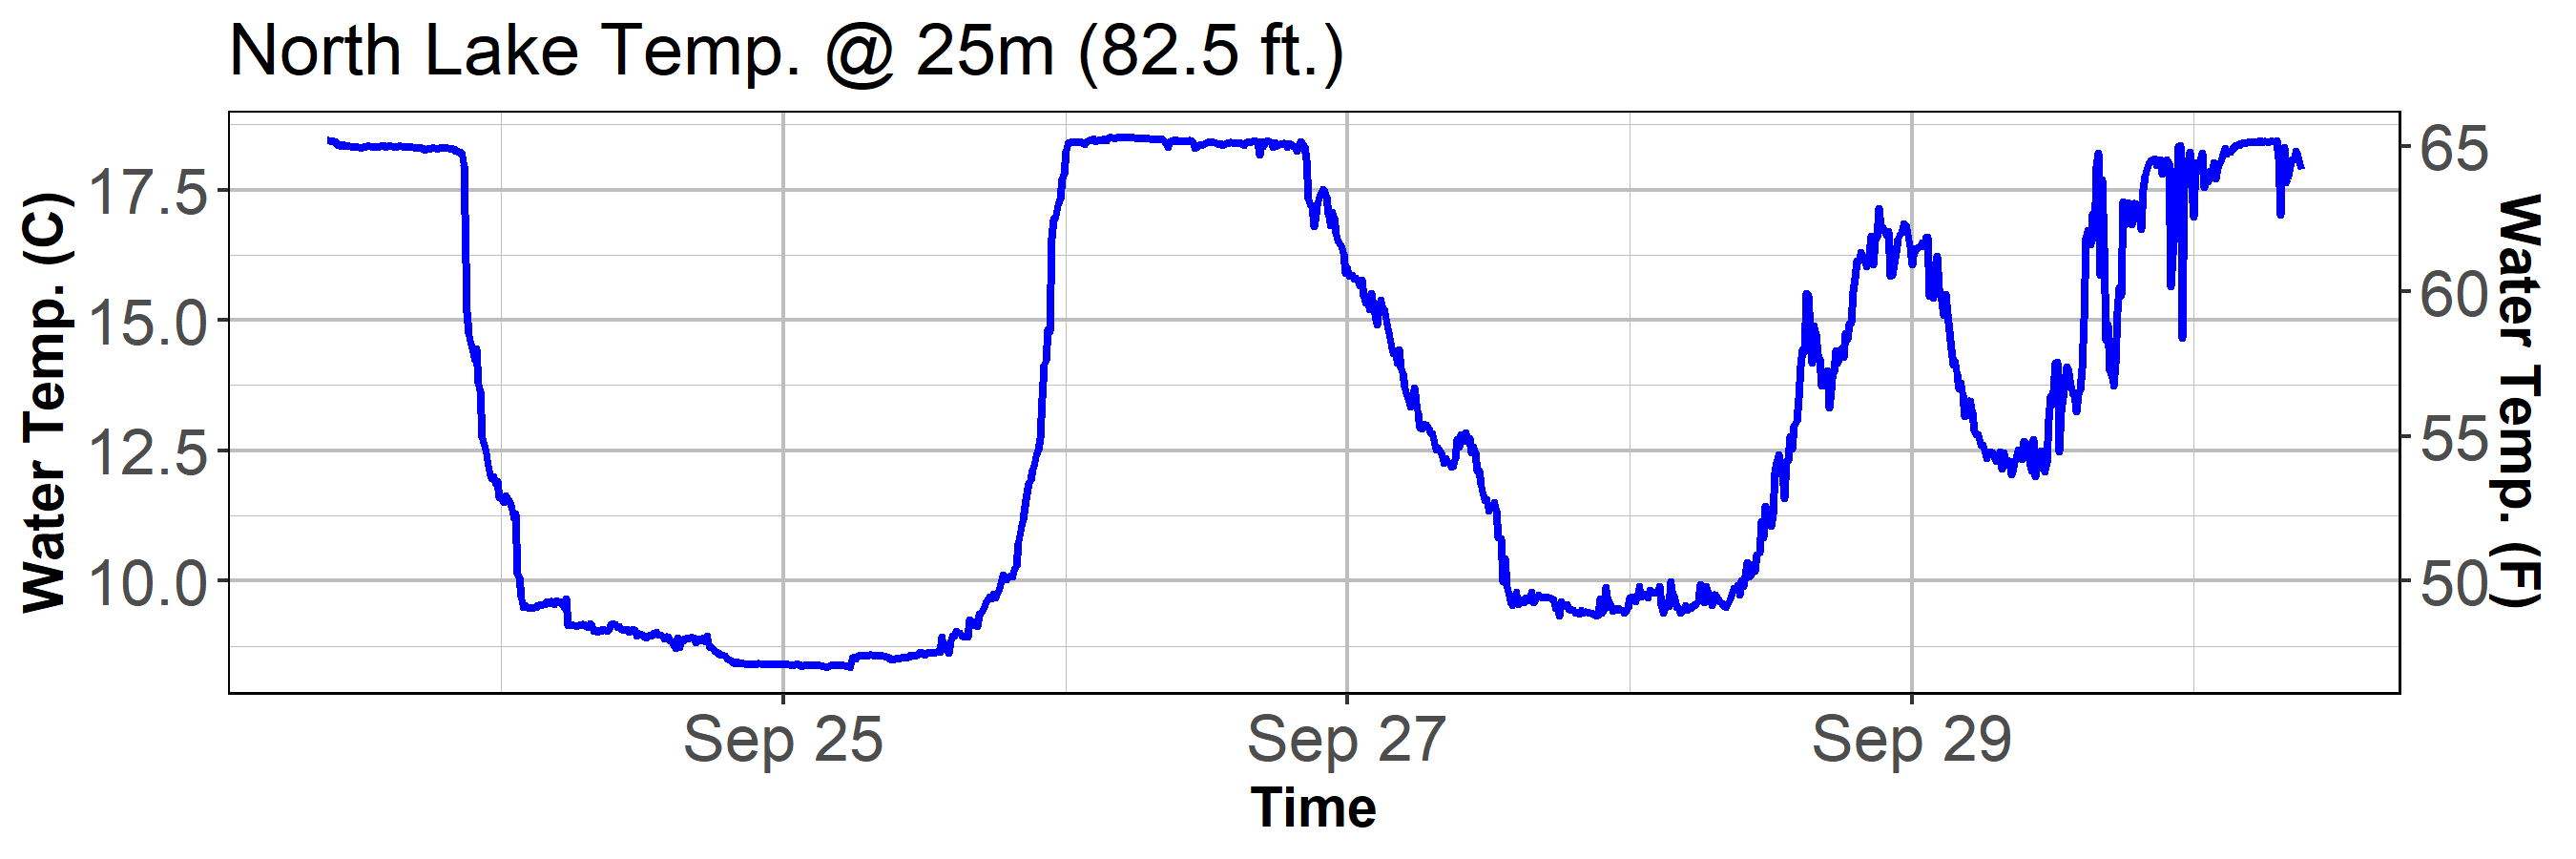 North Lake Temp. @ 25m (82.5 ft.)
Water Temp. (C)
17.5
15.0
12.5
10.0
65
60
55
50
Water Temp. (F)
Sep 25
Sep 27
Sep 29
Time